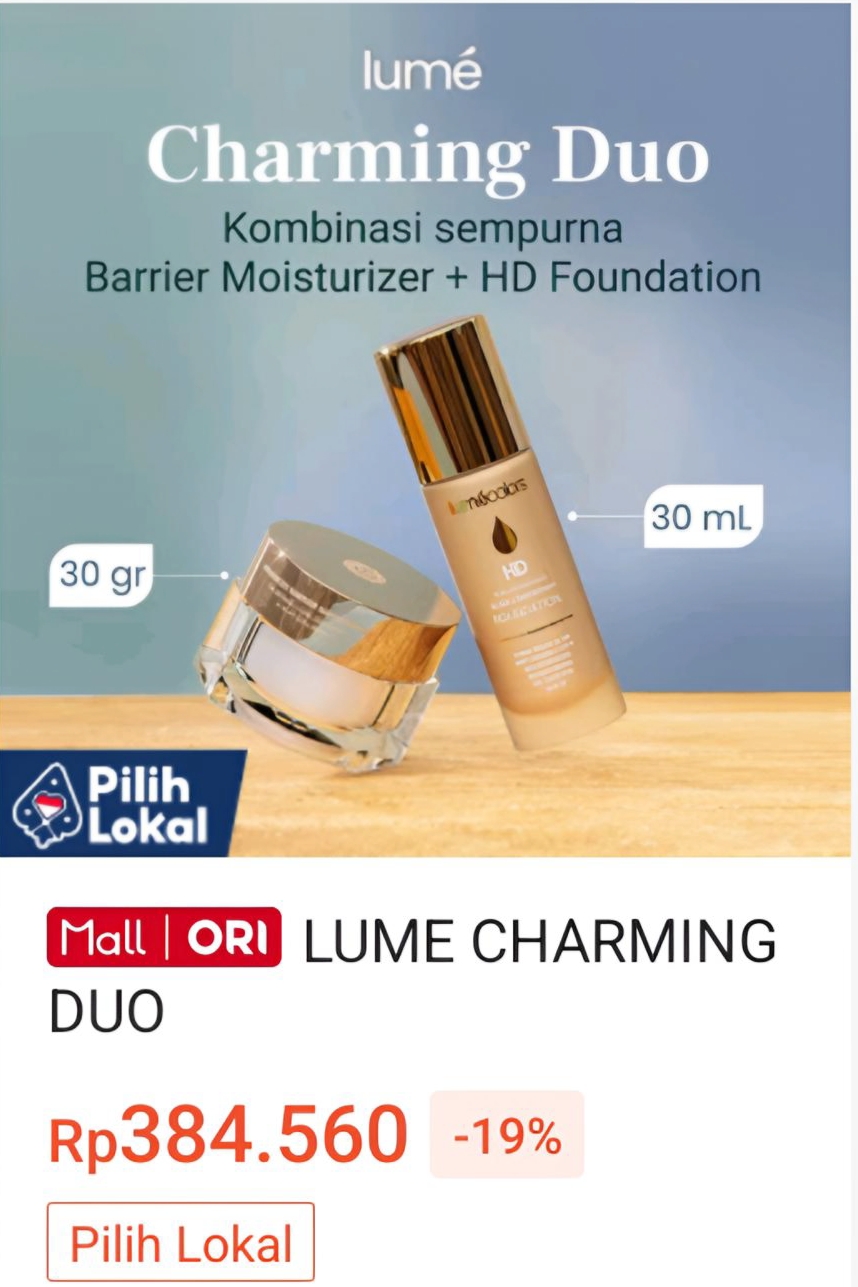 lumé
Charming Duo
Kombinasi sempurna
Barrier Moisturizer + HD Foundation
30 mL
30 gr
HD
Pilih
Lokal
Mall | ORI LUME CHARMING
DUO
Rp384.560 -19%
Pilih Lokal